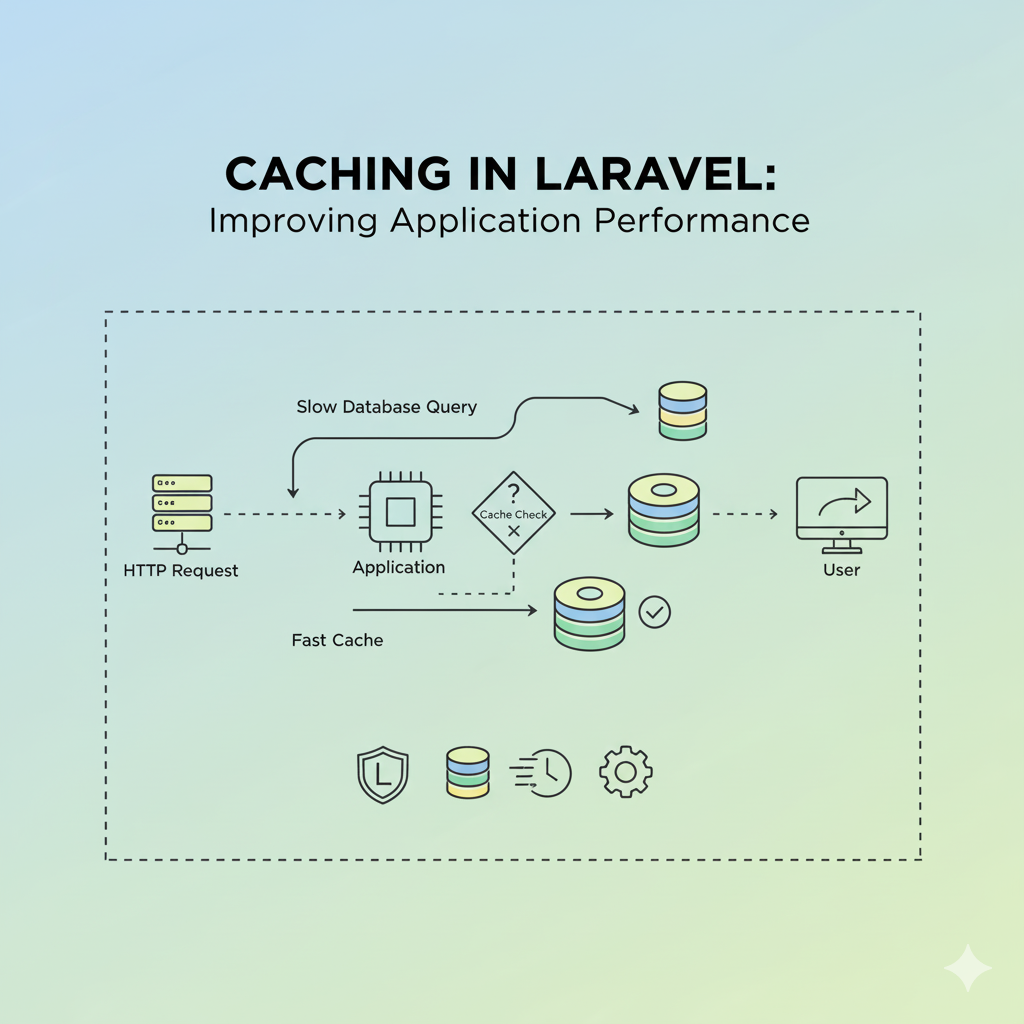 CACHING IN LARAVEL:
Improving Application Performance
Slow Database Query
?
Cache Check
HTTP Request
Application
User
Fast Cache
L